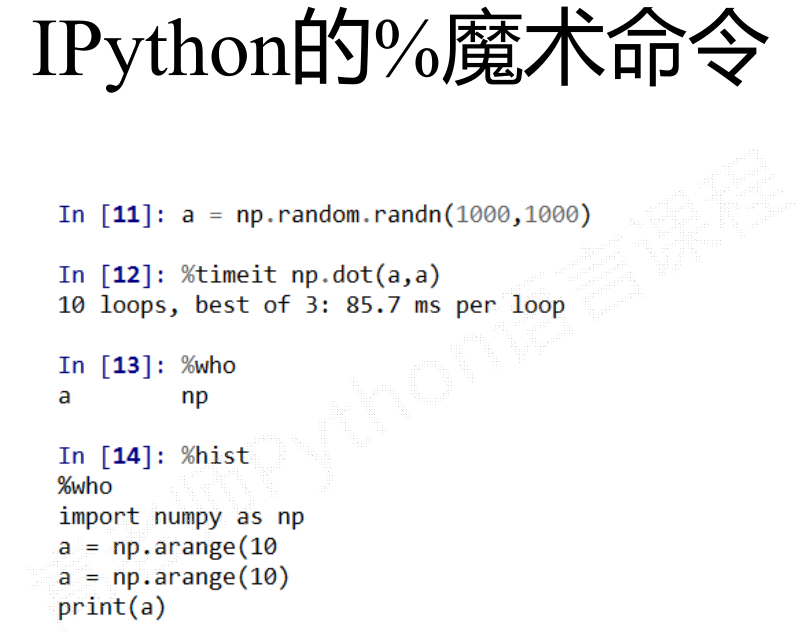 IPython的%魔术命令
In [11]: a = np.random.randn(1000,1000)
In [12]: %timeit np.dot(a,a)
10 loops, best of 3: 85.7 ms per loop
In [13]: %who
a np
In [14]: %hist
%who
import numpy as np
a = np.arange(10
a = np.arange(10)
print(a)
Python语言课程